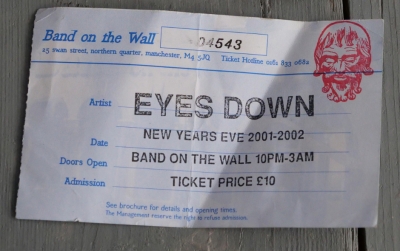 Band on the Wall 04543
25 swan street, northern quarter, manchester, M4 5JQ Ticket Hotline 0161 833 0682
Artist EYES DOWN
NEW YEARS EVE 2001-2002
Date
Doors Open BAND ON THE WALL 10PM-3AM
Admission TICKET PRICE £10
See brochure for details and opening times.
The Management reserve the right to refuse admission.